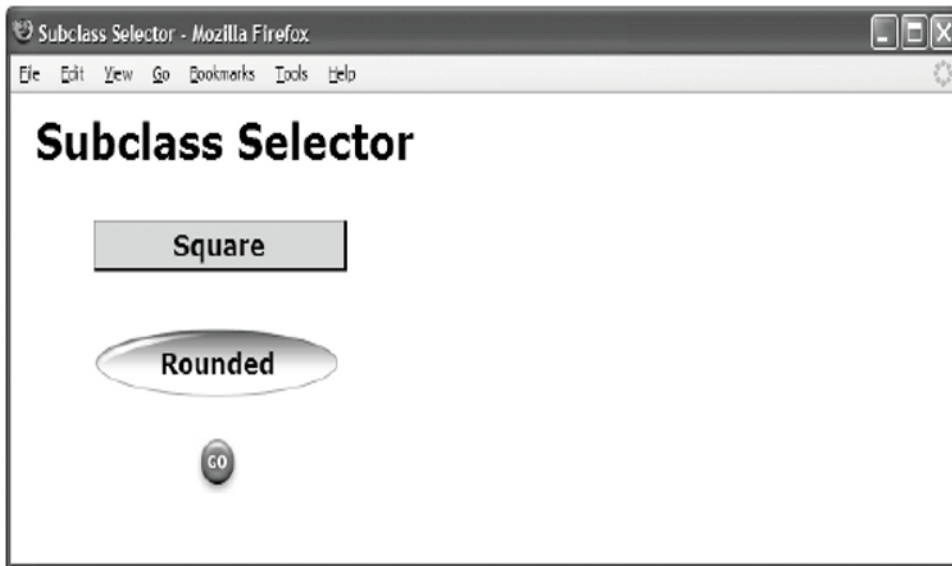 Subclass Selector - Mozilla Firefox
File Edit View Go Bookmarks Tools Help
Subclass Selector
Square
Rounded
GO